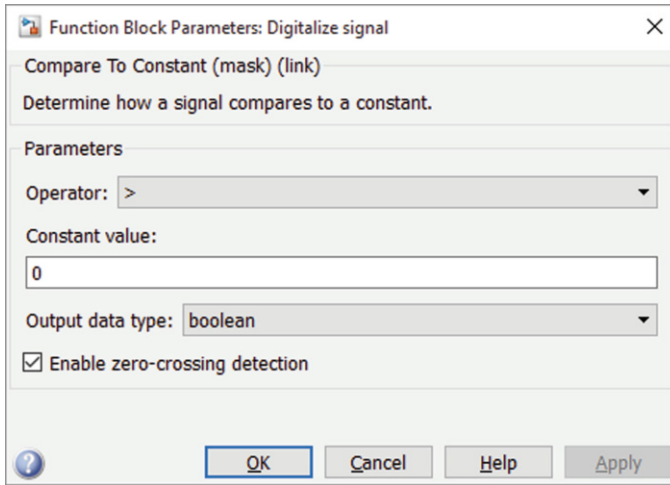 Function Block Parameters: Digitalize signal
Compare To Constant (mask) (link)
Determine how a signal compares to a constant.
Parameters
Operator: >
Constant value:
0
Output data type: boolean
Enable zero-crossing detection
OK Cancel Help Apply